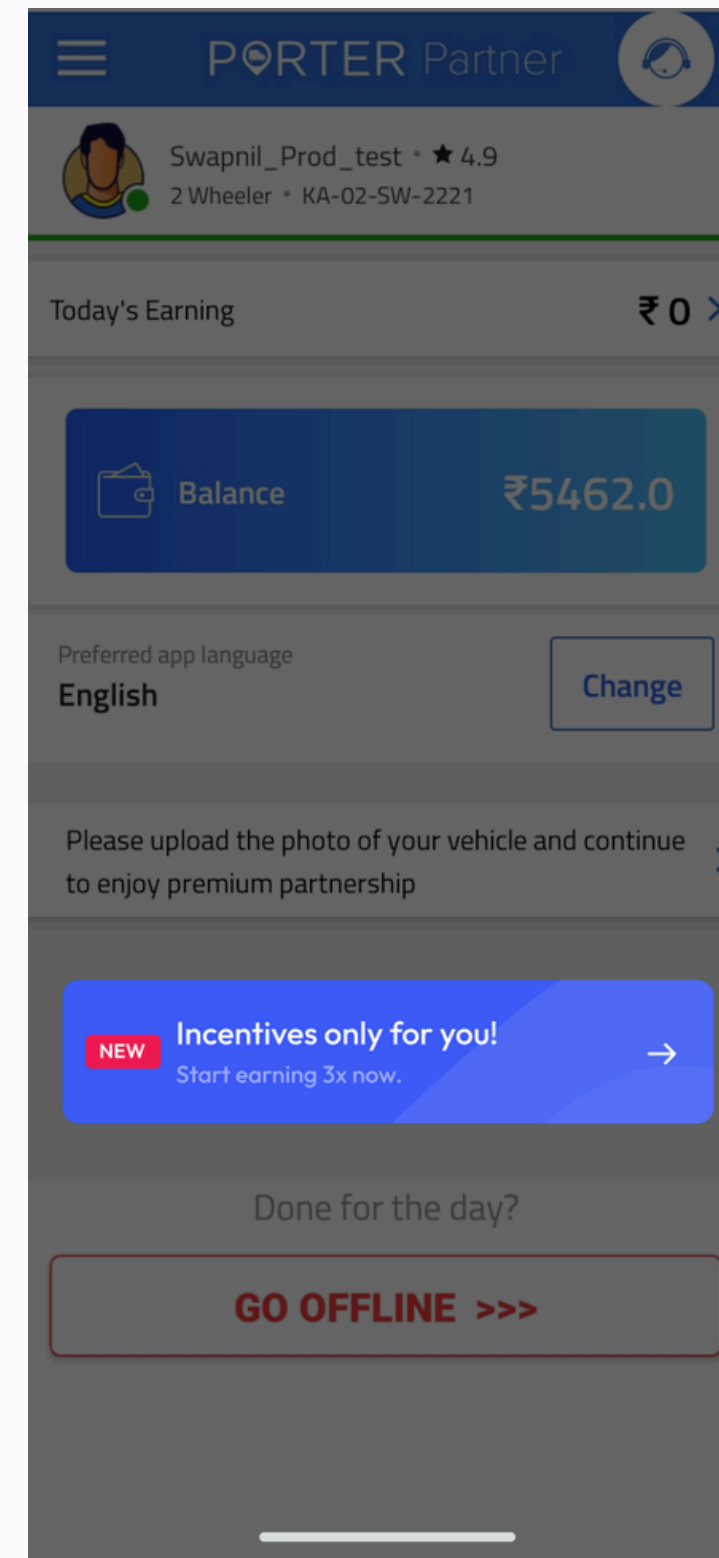 PORTER Partner
Swapnil_Prod_test • ★ 4.9
2 Wheeler • KA-02-SW-2221
Today's Earning ₹ 0
Balance ₹5462.0
Preferred app language
English
Change
Please upload the photo of your vehicle and continue
to enjoy premium partnership
NEW
Incentives only for you!
Start earning 3x now.
Done for the day?
GO OFFLINE >>>